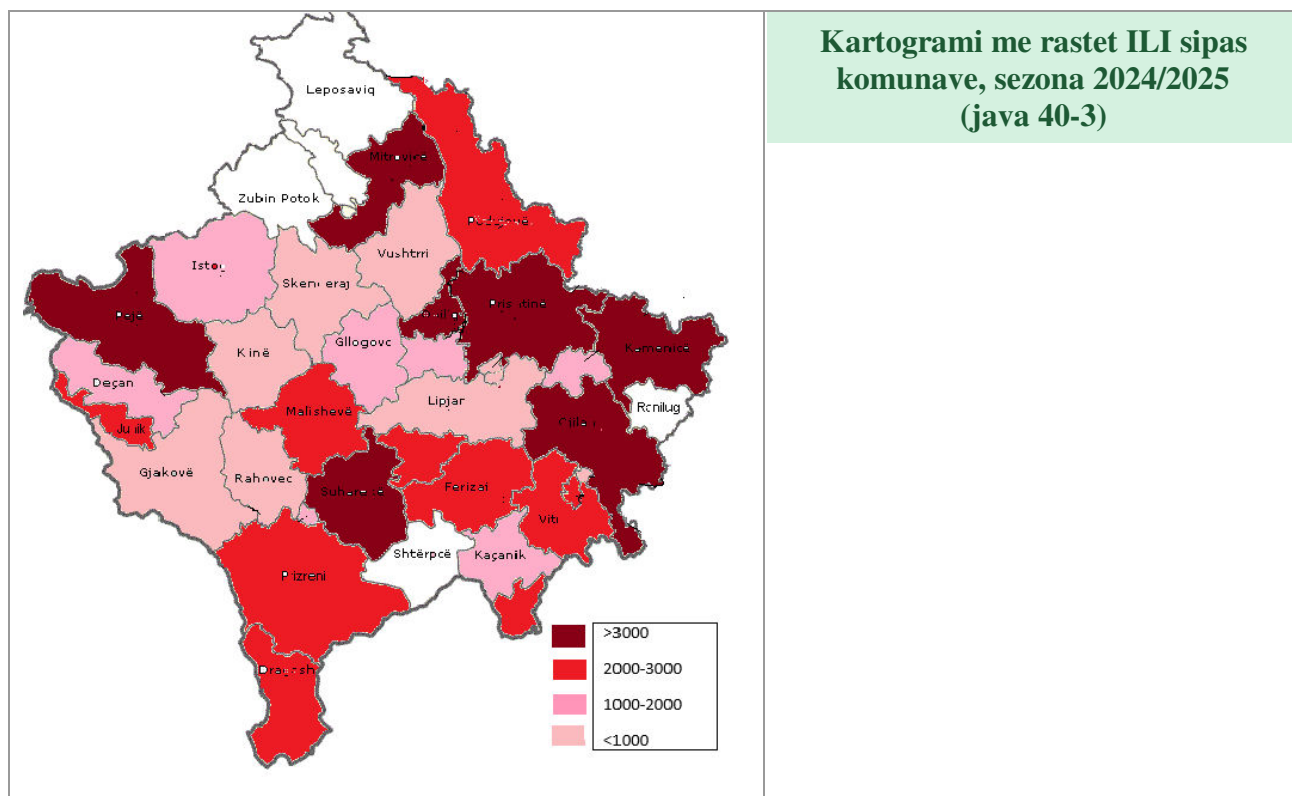 Kartogrami me rastet ILI sipas
komunave, sezona 2024/2025
(java 40-3)
Leposaviq
Mitrovicë
Zubin Potok
Podujevë
Vushtrri
Istog
Skenderaj
Prishtinë
Pejë
Gllogovc
Kamenicë
Klinë
Deçan
Lipjan
Ranilug
Malishevë
Gjilan
Junik
Gjakovë
Rahovec
Suharekë
Ferizaj
Viti
Shtërpcë
Kaçanik
Prizreni
Dragash
>3000
2000-3000
1000-2000
<1000